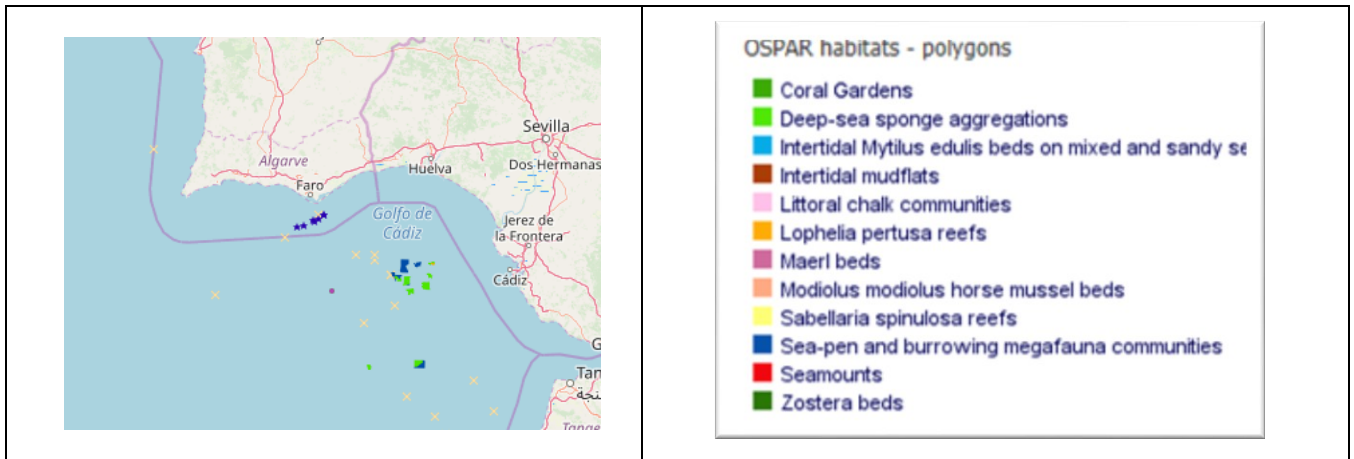 Sevilla
Algarve
Huelva
Dos Hermanas
Faro
Golfo de
Cádiz
Jerez de
la Frontera
Cádiz
G
Tan
طنجة
Tange
OSPAR habitats - polygons
Coral Gardens
Deep-sea sponge aggregations
Intertidal Mytilus edulis beds on mixed and sandy se
Intertidal mudflats
Littoral chalk communities
Lophelia pertusa reefs
Maerl beds
Modiolus modiolus horse mussel beds
Sabellaria spinulosa reefs
Sea-pen and burrowing megafauna communities
Seamounts
Zostera beds